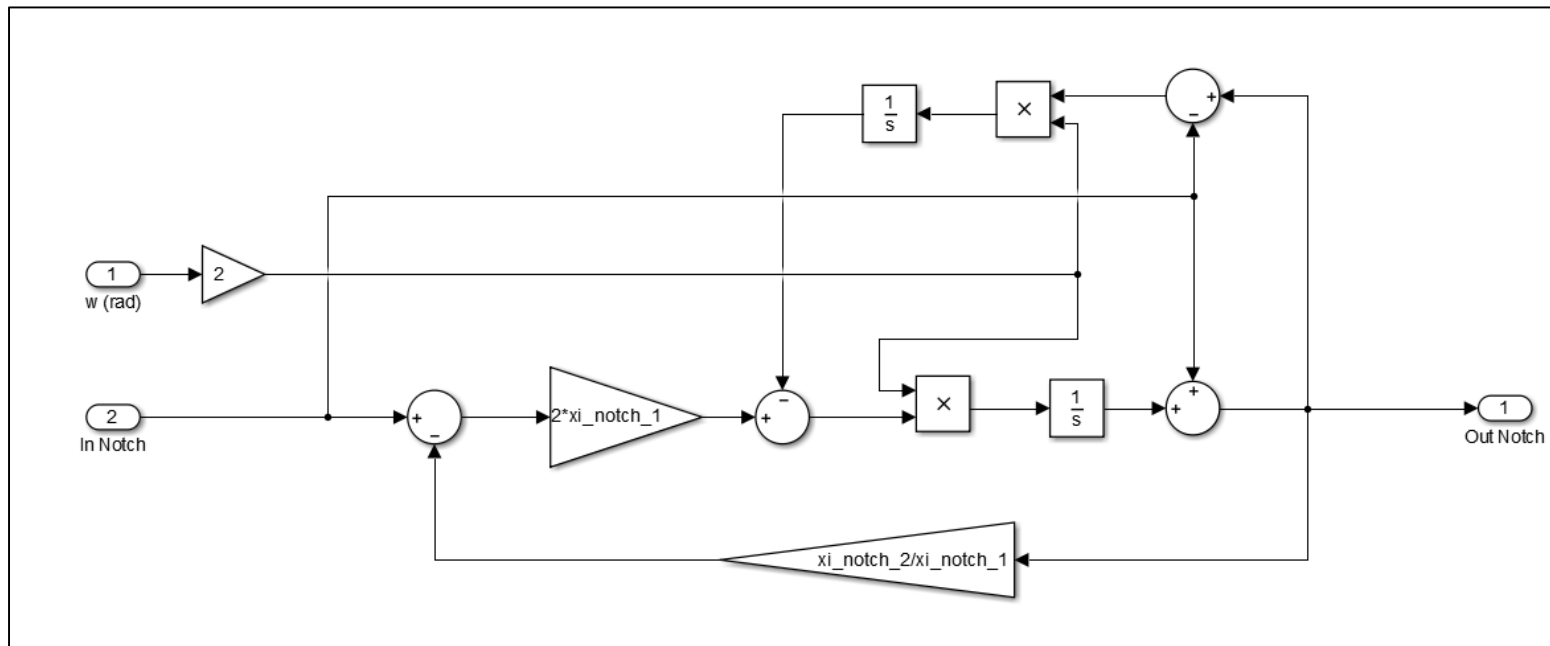 1
s
×
+
−
1
w (rad)
2
−
+
2
In Notch
+
−
2*xi_notch_1
+
−
×
1
s
+
+
1
Out Notch
xi_notch_2/xi_notch_1